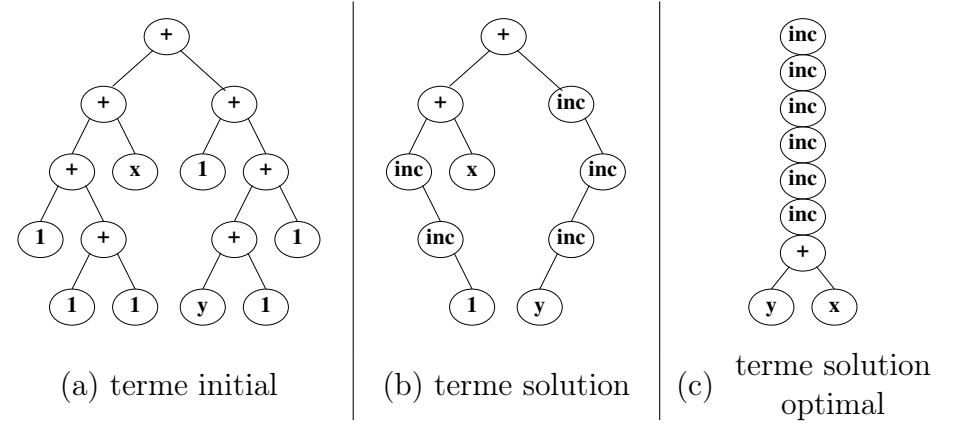 + + inc
inc
+ + + inc
inc
+ x 1 + inc x inc
inc
inc
1 + + 1 inc inc
+
1 1 y 1 1 y y x
(a) terme initial (b) terme solution (c) terme solution
optimal